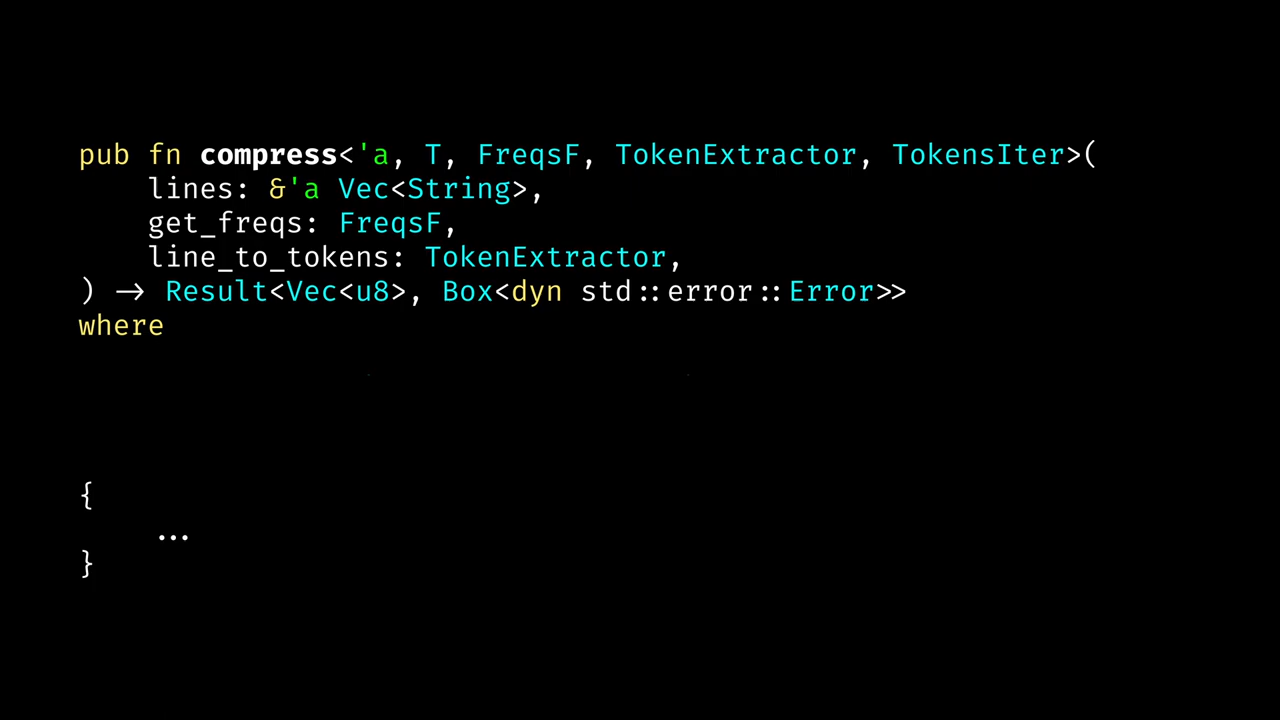 pub fn compress<'a, T, FreqsF, TokenExtractor, TokensIter>(
    lines: &'a Vec<String>,
    get_freqs: FreqsF,
    line_to_tokens: TokenExtractor,
) -> Result<Vec<u8>, Box<dyn std::error::Error>>
where
{
    ...
}